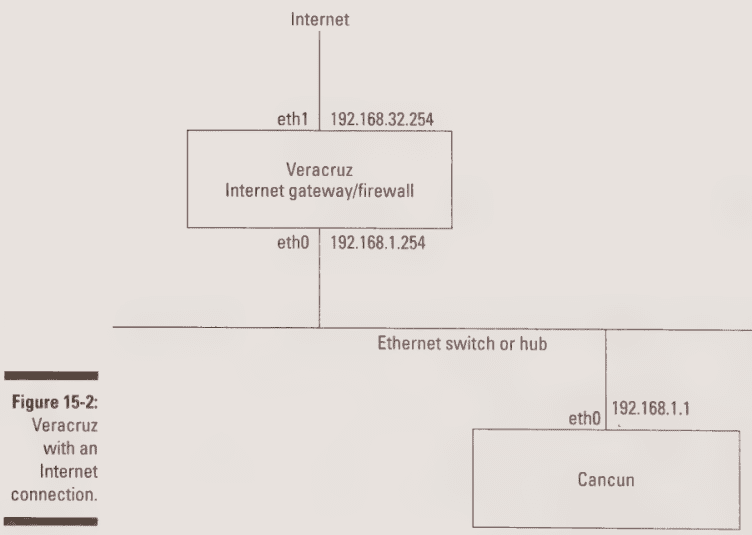 Internet
eth1 192.168.32.254
Veracruz
Internet gateway/firewall
eth0 192.168.1.254
Ethernet switch or hub
eth0 192.168.1.1
Cancun
Figure 15-2:
Veracruz
with an
Internet
connection.